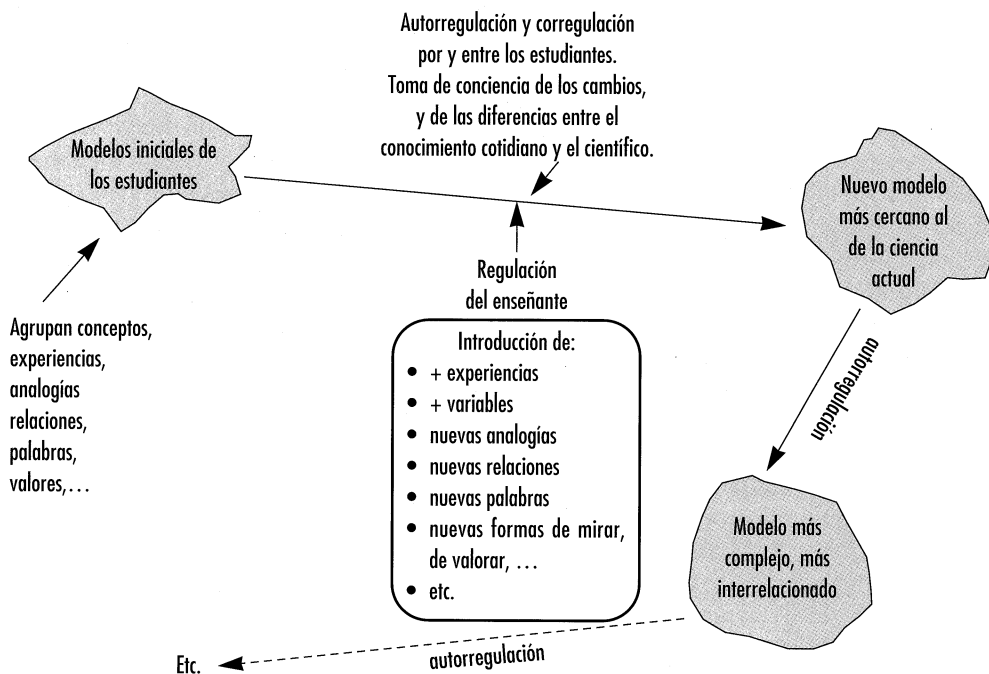 Autorregulación y corregulación
por y entre los estudiantes.
Toma de conciencia de los cambios,
y de las diferencias entre el
conocimiento cotidiano y el científico.
Modelos iniciales de
los estudiantes
Nuevo modelo
más cercano al
de la ciencia
actual
Regulación
del enseñante
Agrupan conceptos,
experiencias,
analogías
relaciones,
palabras,
valores,...
Introducción de:
• + experiencias
• + variables
• nuevas analogías
• nuevas relaciones
• nuevas palabras
• nuevas formas de mirar,
de valorar, ...
• etc.
autorregulación
Modelo más
complejo, más
interrelacionado
autorregulación
Etc.